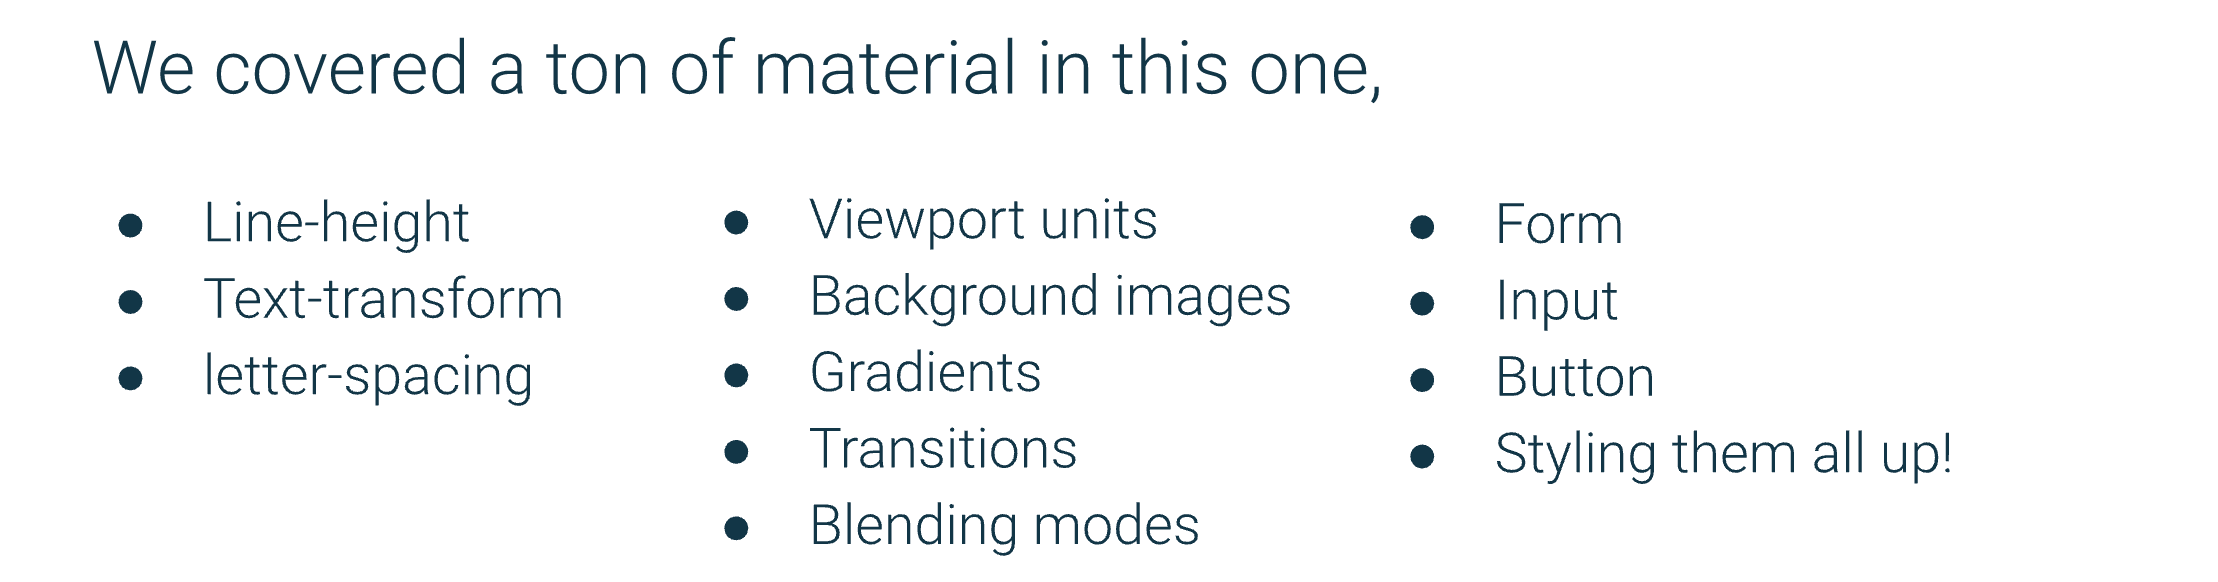 We covered a ton of material in this one,
● Line-height
● Text-transform
● letter-spacing
● Viewport units
● Background images
● Gradients
● Transitions
● Blending modes
● Form
● Input
● Button
● Styling them all up!